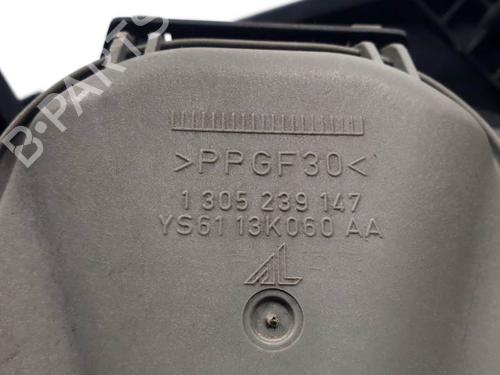 B-PARTS
>PPGF30<
1 305 239 147
YS61 13K060 AA
AL